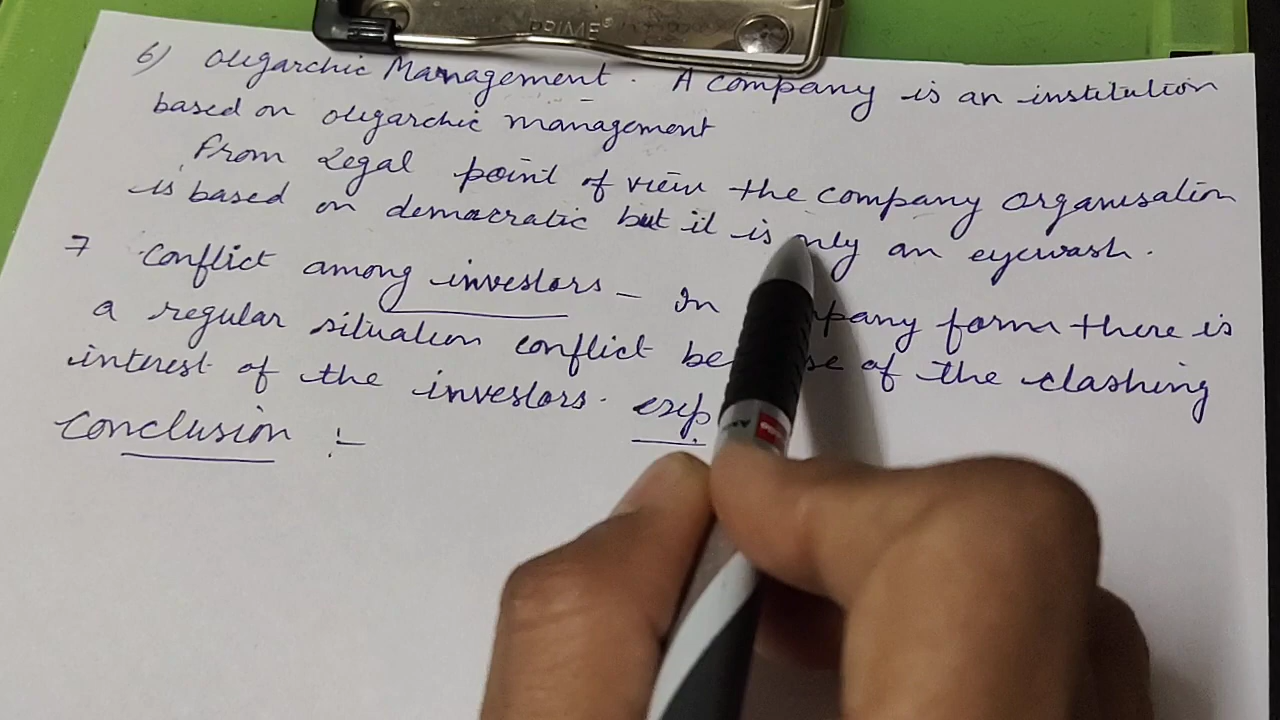 PRIME
6) Oligarchic Management. A company is an institution
based on oligarchic management
From Legal point of view the company organisation
is based on democratic but it is only an eyewash.
7 Conflict among investors - In company form there is
a regular situation conflict because of the clashing
interest of the investors. exp
Conclusion :-